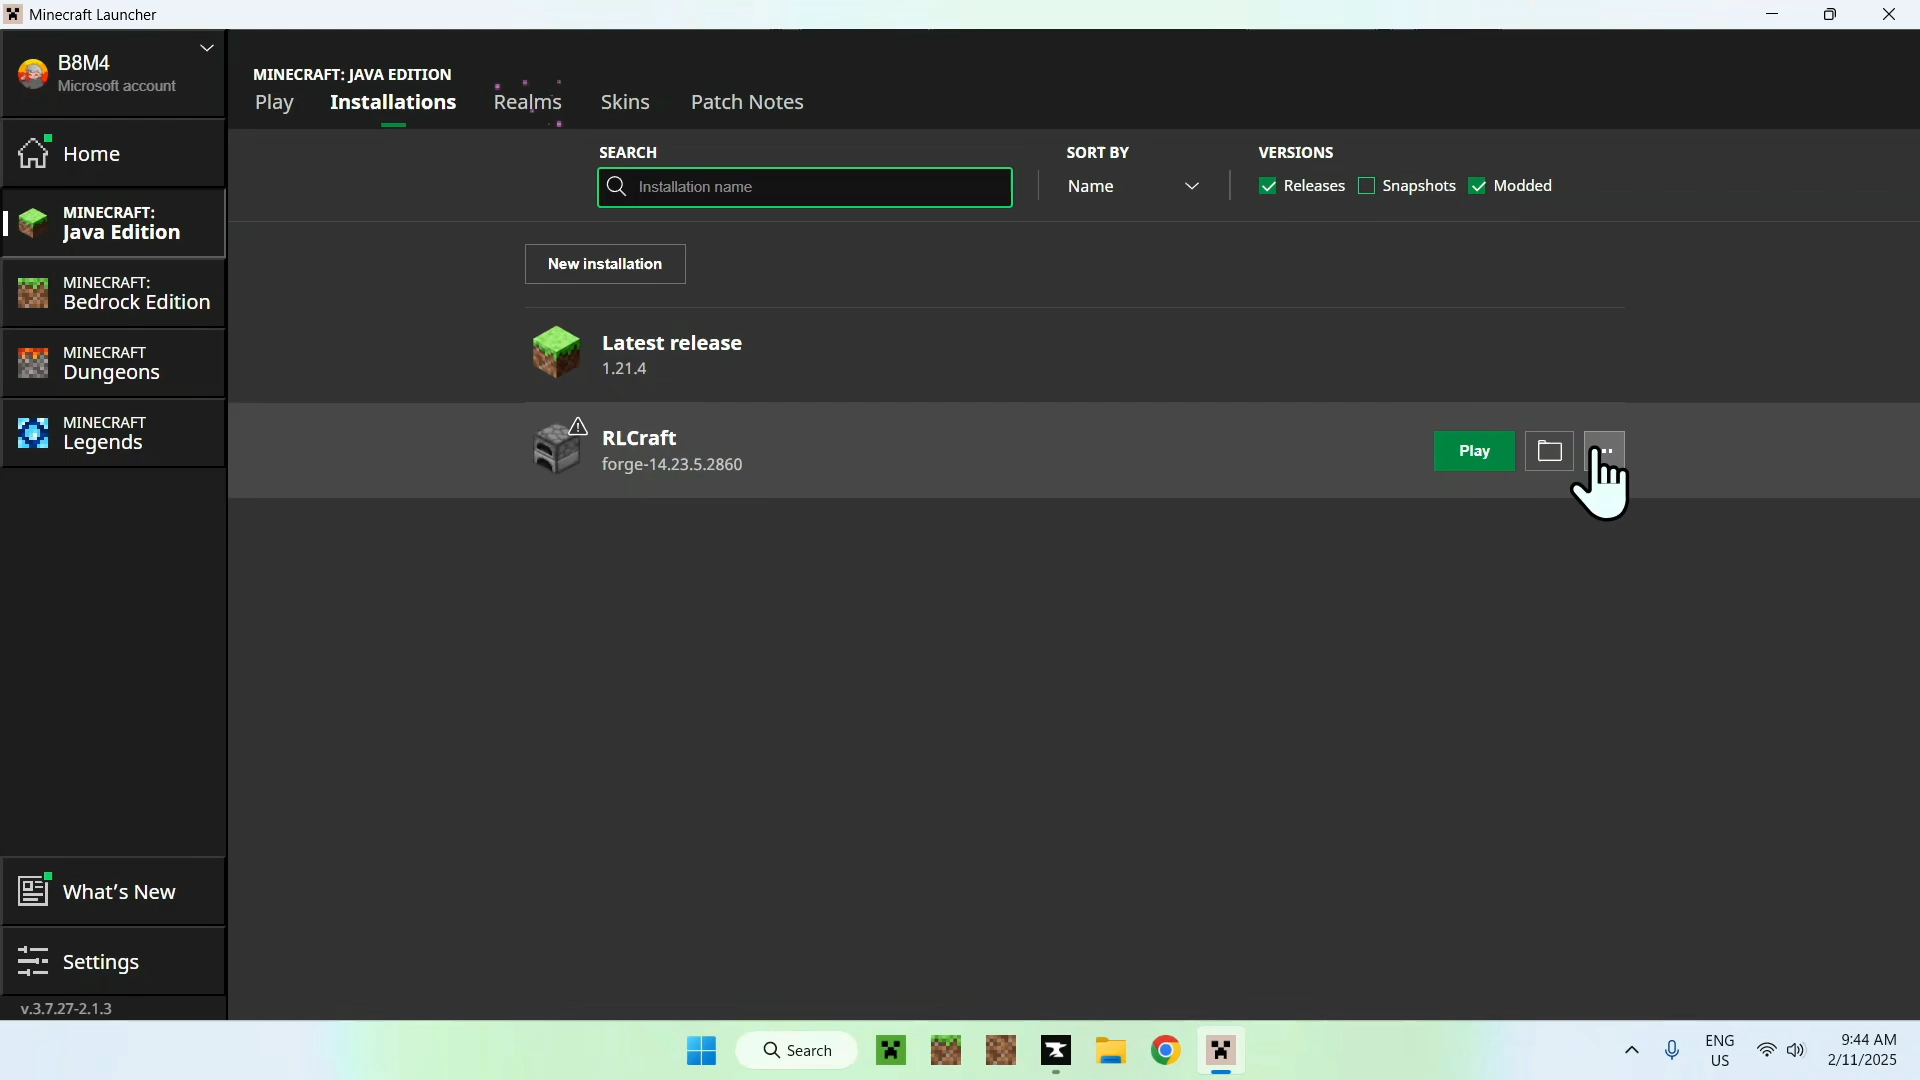 Minecraft Launcher
B8M4
Microsoft account
Home
MINECRAFT:
Java Edition
MINECRAFT:
Bedrock Edition
MINECRAFT
Dungeons
MINECRAFT
Legends
What's New
Settings
v.3.7.27-2.1.3
MINECRAFT: JAVA EDITION
Play Installations Realms Skins Patch Notes
SEARCH
Installation name
SORT BY
Name
VERSIONS
Releases Snapshots Modded
New installation
Latest release
1.21.4
RLCraft
forge-14.23.5.2860
Play
Search
ENG
US
9:44 AM
2/11/2025